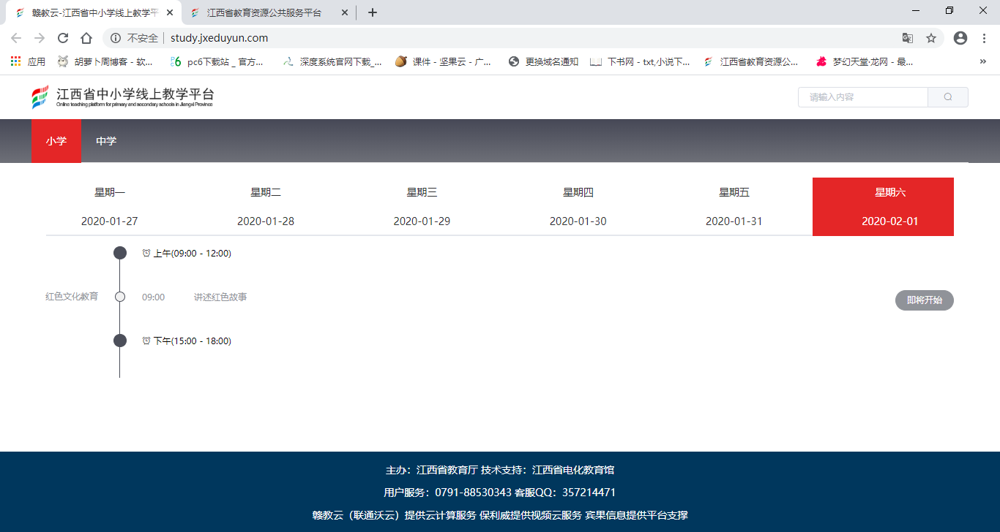 赣教云-江西省中小学线上教学平
江西省教育资源公共服务平台
不安全
study.jxeduyun.com
应用
胡萝卜周博客 - 软...
pc6下载站 _ 官方...
深度系统官网下载_...
课件 - 坚果云 - 广...
更换域名通知
下书网 - txt,小说下...
江西省教育资源公...
梦幻天堂·龙网 - 最...
»
江西省中小学线上教学平台
Online teaching platform for primary and secondary schools in Jiangxi Province
请输入内容
小学
中学
星期一
星期二
星期三
星期四
星期五
星期六
2020-01-27
2020-01-28
2020-01-29
2020-01-30
2020-01-31
2020-02-01
上午(09:00 - 12:00)
红色文化教育
09:00
讲述红色故事
即将开始
下午(15:00 - 18:00)
主办：江西省教育厅 技术支持：江西省电化教育馆
用户服务：0791-88530343 客服QQ：357214471
赣教云（联通沃云）提供云计算服务 保利威提供视频云服务 宾果信息提供平台支撑